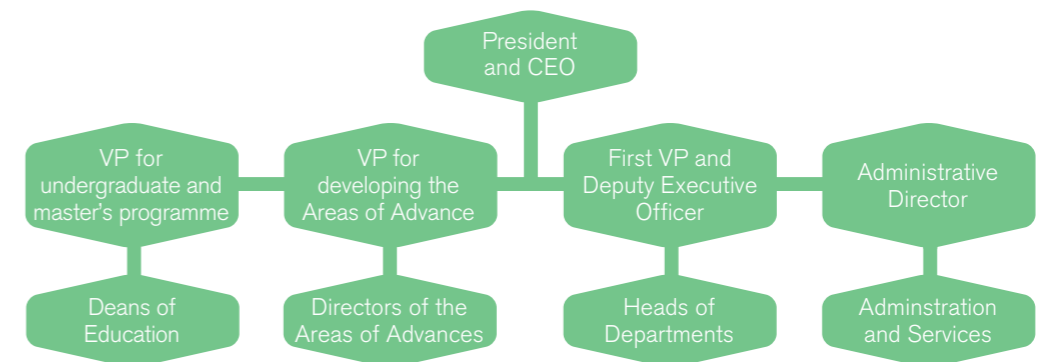 President
and CEO
VP for
undergraduate and
master's programme
VP for
developing the
Areas of Advance
First VP and
Deputy Executive
Officer
Administrative
Director
Deans of
Education
Directors of the
Areas of Advances
Heads of
Departments
Adminstration
and Services